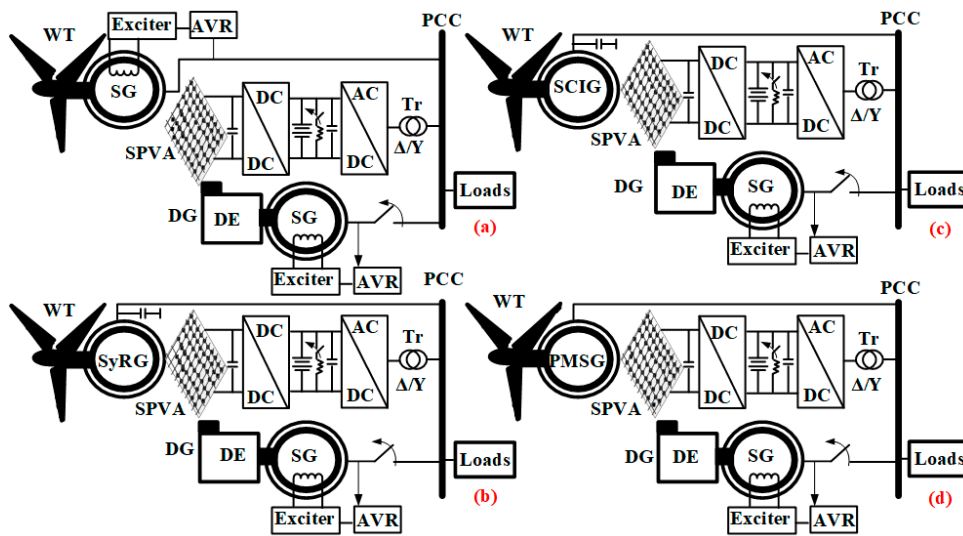 WT
Exciter
AVR
PCC
SG
DC
AC
Tr
Δ/Y
SPVA
DC
DC
DG
DE
SG
Loads
(a)
Exciter
AVR
WT
PCC
SCIG
DC
AC
Tr
Δ/Y
SPVA
DC
DC
DG
DE
SG
Loads
(c)
Exciter
AVR
WT
PCC
SyRG
DC
AC
Tr
Δ/Y
SPVA
DC
DC
DG
DE
SG
Loads
(b)
Exciter
AVR
WT
PCC
PMSG
DC
AC
Tr
Δ/Y
SPVA
DC
DC
DG
DE
SG
Loads
(d)
Exciter
AVR